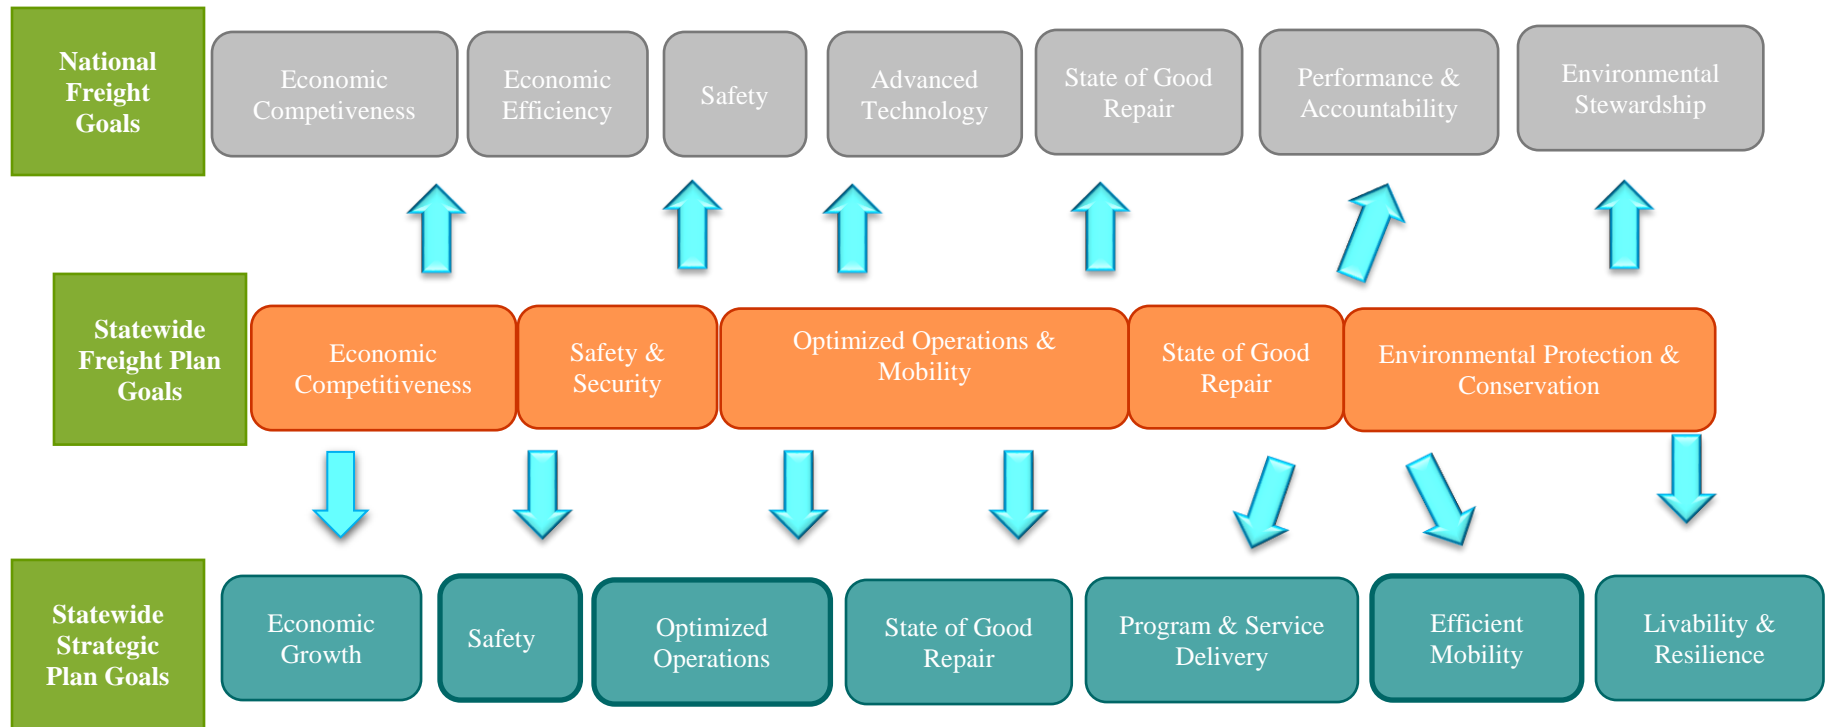 National
Freight
Goals
Economic
Competiveness
Economic
Efficiency
Safety
Advanced
Technology
State of Good
Repair
Performance &
Accountability
Environmental
Stewardship
Statewide
Freight Plan
Goals
Economic
Competitiveness
Safety &
Security
Optimized Operations &
Mobility
State of Good
Repair
Environmental Protection &
Conservation
Statewide
Strategic
Plan Goals
Economic
Growth
Safety
Optimized
Operations
State of Good
Repair
Program & Service
Delivery
Efficient
Mobility
Livability &
Resilience